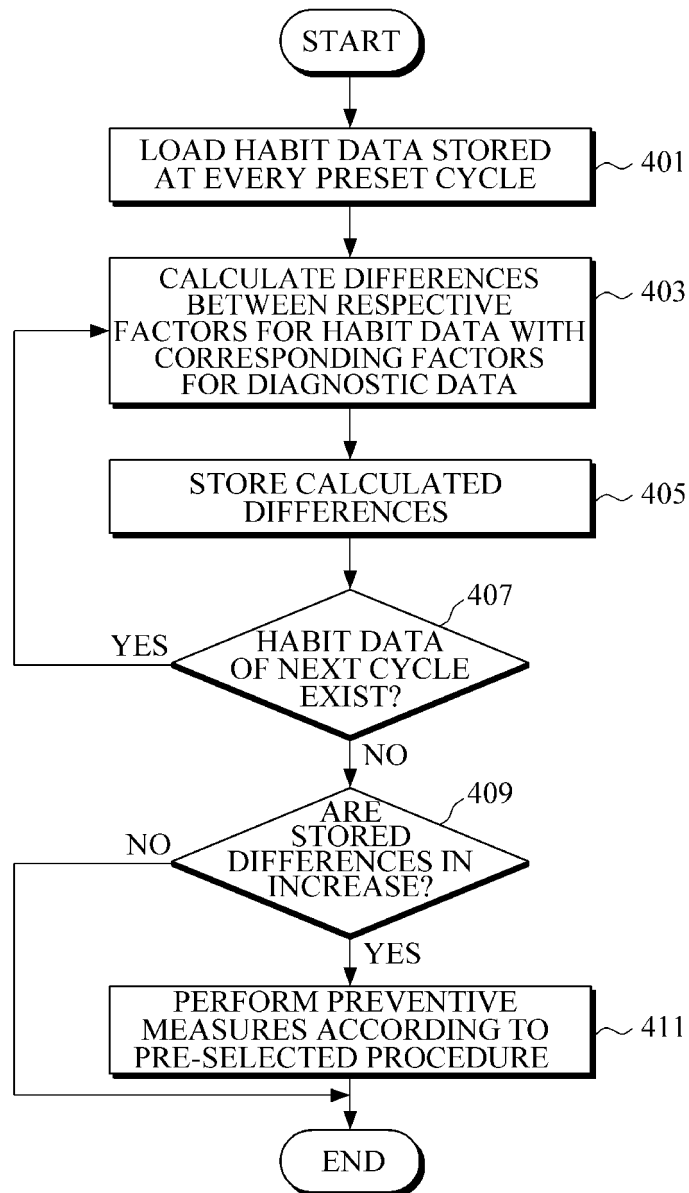 START
LOAD HABIT DATA STORED
AT EVERY PRESET CYCLE
401
CALCULATE DIFFERENCES
BETWEEN RESPECTIVE
FACTORS FOR HABIT DATA WITH
CORRESPONDING FACTORS
FOR DIAGNOSTIC DATA
403
STORE CALCULATED
DIFFERENCES
405
407
YES
HABIT DATA
OF NEXT CYCLE
EXIST?
NO
409
NO
ARE
STORED
DIFFERENCES IN
INCREASE?
YES
PERFORM PREVENTIVE
MEASURES ACCORDING TO
PRE-SELECTED PROCEDURE
411
END